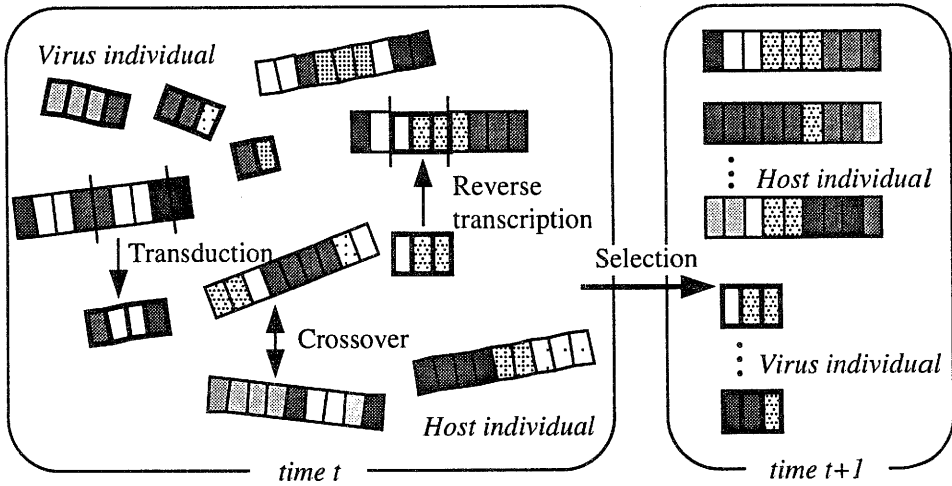 Virus individual
Reverse
transcription
Transduction
Crossover
Host individual
time t
Selection
Host individual
Virus individual
time t+1